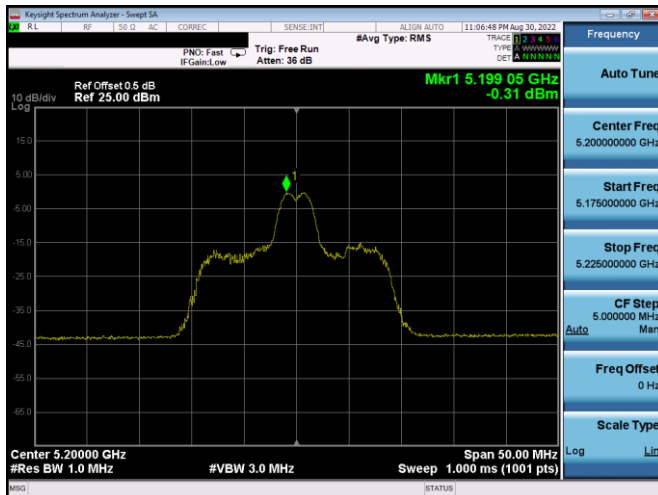 Keysight Spectrum Analyzer - Swept SA
RL RF 50 Ω AC CORREC SENSE:INT ALIGN AUTO 11:06:48 PM Aug 30, 2022
#Avg Type: RMS
TRACE 1 2 3 4 5 6
TYPE A WWWWW
DET A N N N N N
PNO: Fast
IFGain:Low
Trig: Free Run
Atten: 36 dB
Mkr1 5.199 05 GHz
-0.31 dBm
Ref Offset 0.5 dB
Ref 25.00 dBm
10 dB/div
Log
15.0
5.00
-5.00
-15.0
-25.0
-35.0
-45.0
-55.0
-65.0
1
Center 5.20000 GHz
Span 50.00 MHz
#Res BW 1.0 MHz
#VBW 3.0 MHz
Sweep 1.000 ms (1001 pts)
MSG
STATUS
Frequency
Auto Tune
Center Freq
5.200000000 GHz
Start Freq
5.175000000 GHz
Stop Freq
5.225000000 GHz
CF Step
5.000000 MHz
Auto Man
Freq Offset
0 Hz
Scale Type
Log Lin